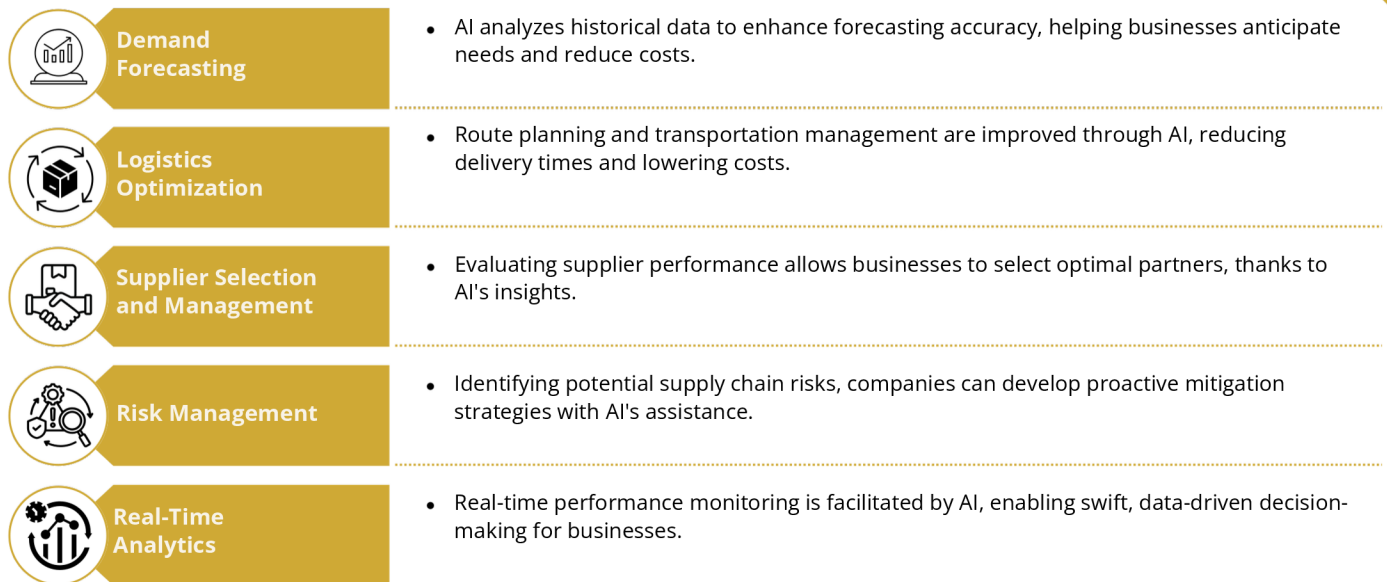 Demand
Forecasting
• AI analyzes historical data to enhance forecasting accuracy, helping businesses anticipate
needs and reduce costs.
Logistics
Optimization
• Route planning and transportation management are improved through AI, reducing
delivery times and lowering costs.
Supplier Selection
and Management
• Evaluating supplier performance allows businesses to select optimal partners, thanks to
AI's insights.
Risk Management
• Identifying potential supply chain risks, companies can develop proactive mitigation
strategies with AI's assistance.
Real-Time
Analytics
• Real-time performance monitoring is facilitated by AI, enabling swift, data-driven decision-
making for businesses.